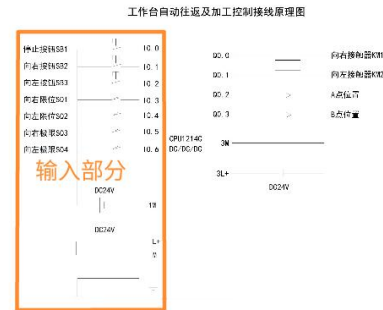 工作台自动往返及加工控制接线原理图
停止按钮SB1 I0.0
向右按钮SB2 I0.1
向左按钮SB3 I0.2
向右限位SQ1 I0.3
向左限位SQ2 I0.4
向右极限SQ3 I0.5
向左极限SQ4 I0.6
输入部分
DC24V
1M
DC24V
L+
M
CPU1214C
DC/DC/DC
Q0.0 向右接触器KM1
Q0.1 向左接触器KM2
Q0.2 A点位置
Q0.3 B点位置
3M
3L+
DC24V